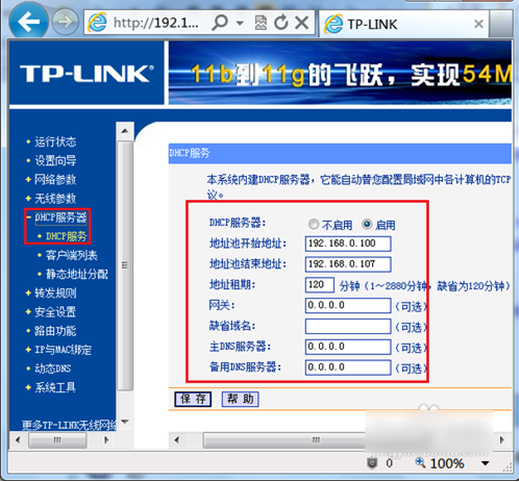 http://192.1...
TP-LINK
TP-LINK
11b到11g的飞跃，实现54M
运行状态
设置向导
网络参数
无线参数
DHCP服务器
DHCP服务
客户端列表
静态地址分配
转发规则
安全设置
路由功能
IP与MAC绑定
动态DNS
系统工具
更多TP-LINK无线网络
DHCP服务
本系统内建DHCP服务器，它能自动替您配置局域网中各计算机的TCP
议。
DHCP服务器： 不启用 启用
地址池开始地址： 192.168.0.100
地址池结束地址： 192.168.0.107
地址租期： 120 分钟（1～2880分钟，缺省为120分钟）
网关： 0.0.0.0 （可选）
缺省域名： （可选）
主DNS服务器： 0.0.0.0 （可选）
备用DNS服务器： 0.0.0.0 （可选）
保存 帮助
0 100%